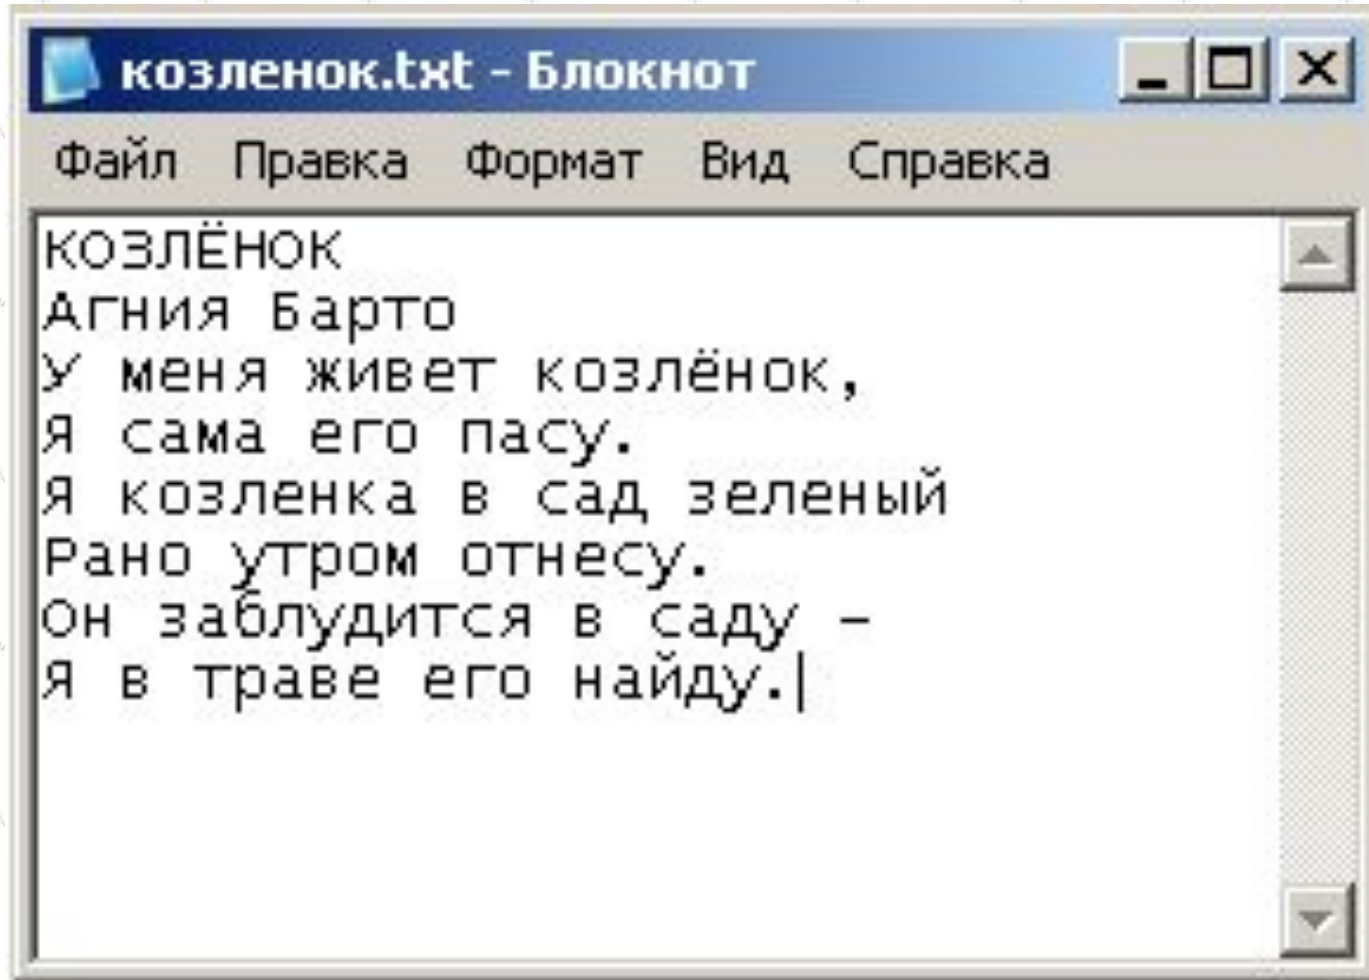 козленок.txt - Блокнот
Файл Правка Формат Вид Справка
КОЗЛЁНОК
Агния Барто
У меня живет козлёнок,
Я сама его пасу.
Я козленка в сад зеленый
Рано утром отнесу.
Он заблудится в саду –
Я в траве его найду.